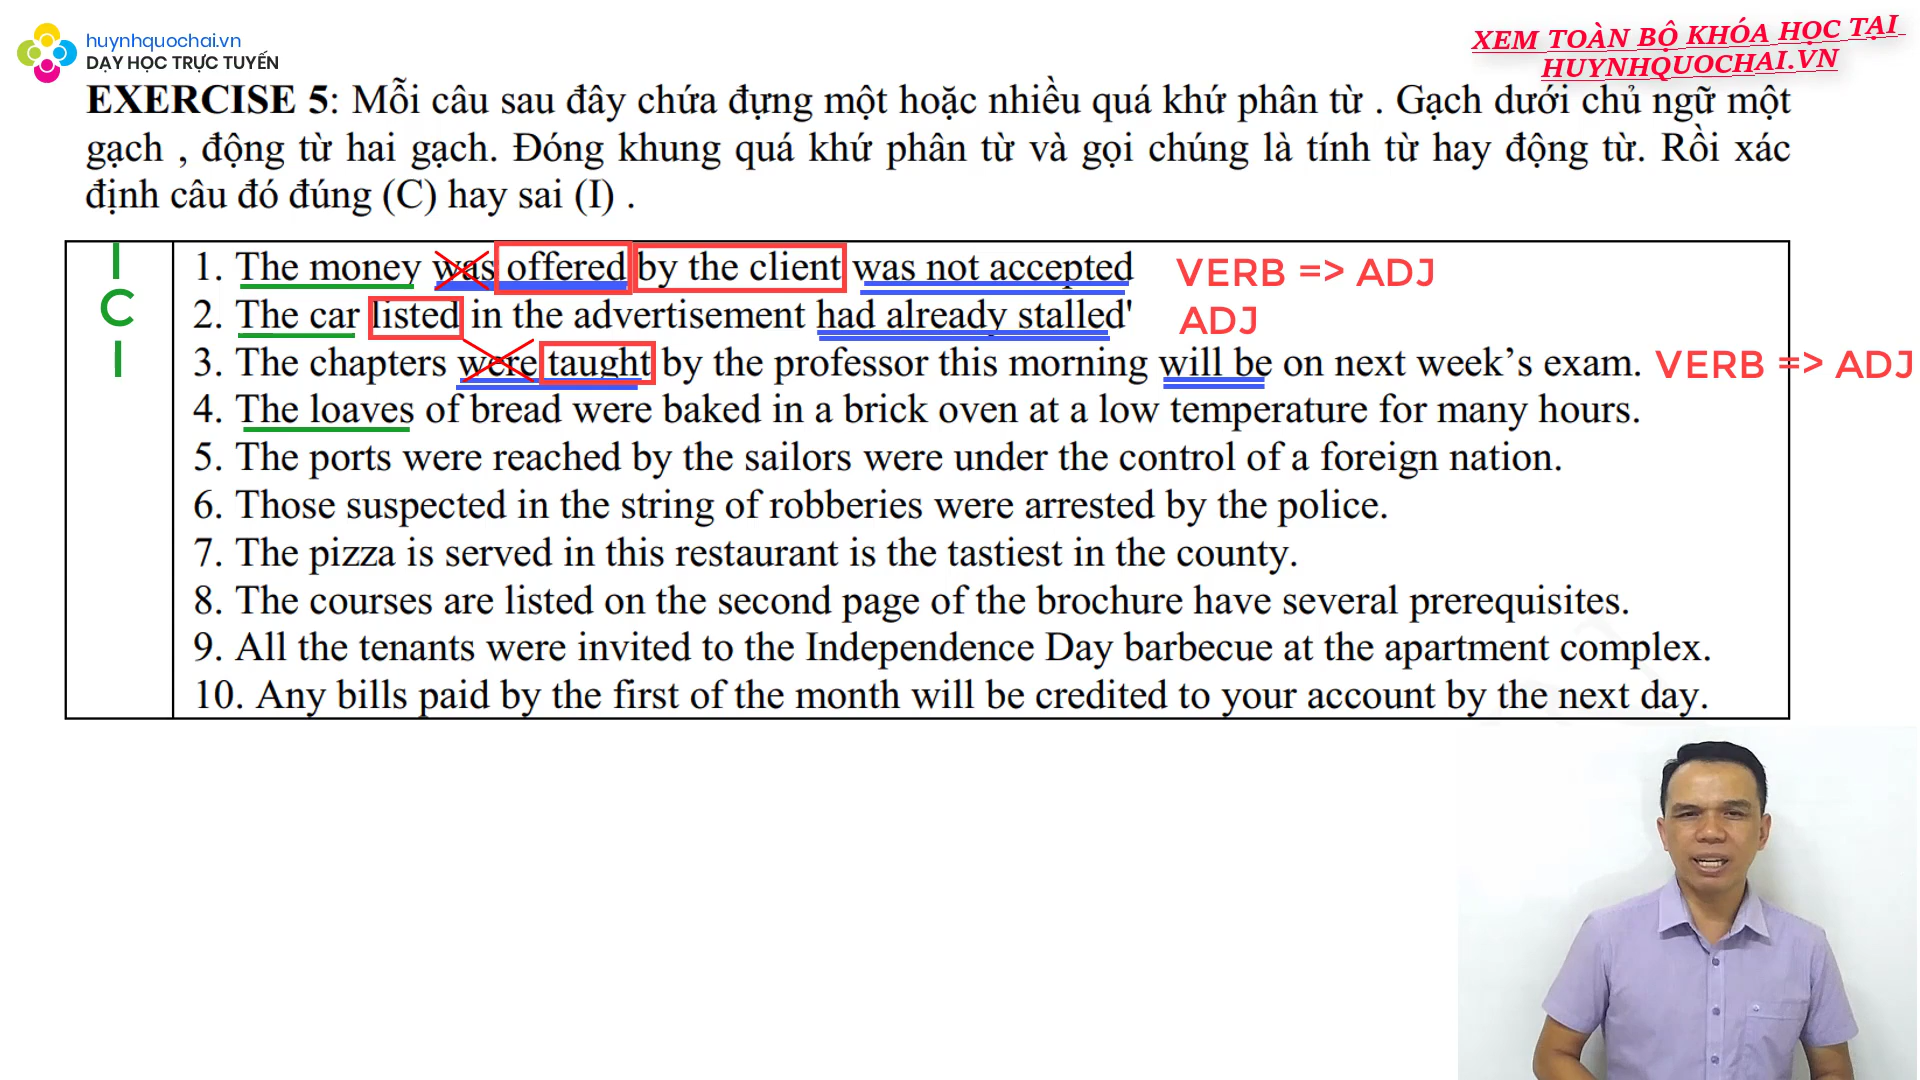 huynhquochai.vn
DẠY HỌC TRỰC TUYẾN
XEM TOÀN BỘ KHÓA HỌC TẠI
HUYNHQUOCHAI.VN
EXERCISE 5: Mỗi câu sau đây chứa đựng một hoặc nhiều quá khứ phân từ . Gạch dưới chủ ngữ một
gạch , động từ hai gạch. Đóng khung quá khứ phân từ và gọi chúng là tính từ hay động từ. Rồi xác
định câu đó đúng (C) hay sai (I) .
I 1. The money was offered by the client was not accepted VERB => ADJ
C 2. The car listed in the advertisement had already stalled' ADJ
I 3. The chapters were taught by the professor this morning will be on next week's exam. VERB => ADJ
4. The loaves of bread were baked in a brick oven at a low temperature for many hours.
5. The ports were reached by the sailors were under the control of a foreign nation.
6. Those suspected in the string of robberies were arrested by the police.
7. The pizza is served in this restaurant is the tastiest in the county.
8. The courses are listed on the second page of the brochure have several prerequisites.
9. All the tenants were invited to the Independence Day barbecue at the apartment complex.
10. Any bills paid by the first of the month will be credited to your account by the next day.